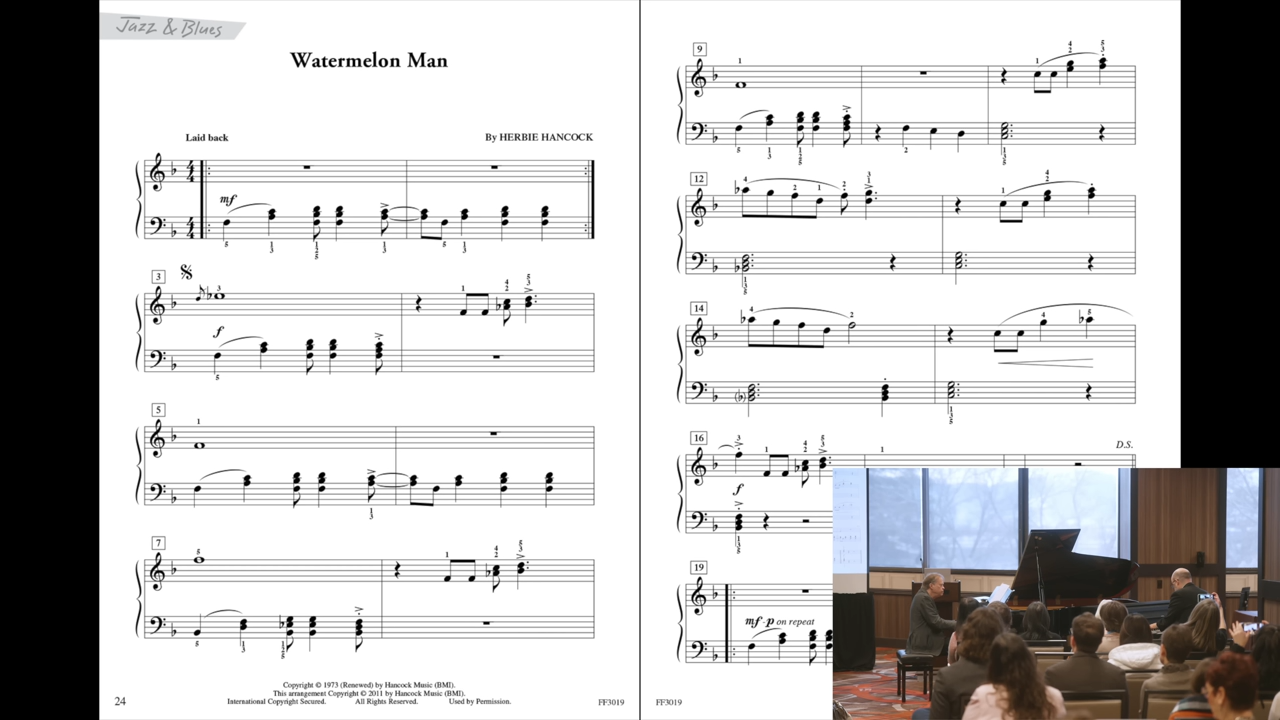 Jazz & Blues
Watermelon Man
Laid back
By HERBIE HANCOCK
mf
3
f
5
7
Copyright © 1973 (Renewed) by Hancock Music (BMI).
This arrangement Copyright © 2011 by Hancock Music (BMI).
International Copyright Secured. All Rights Reserved. Used by Permission.
24
FF3019
9
12
14
16
D.S.
f
19
mf-p on repeat
FF3019